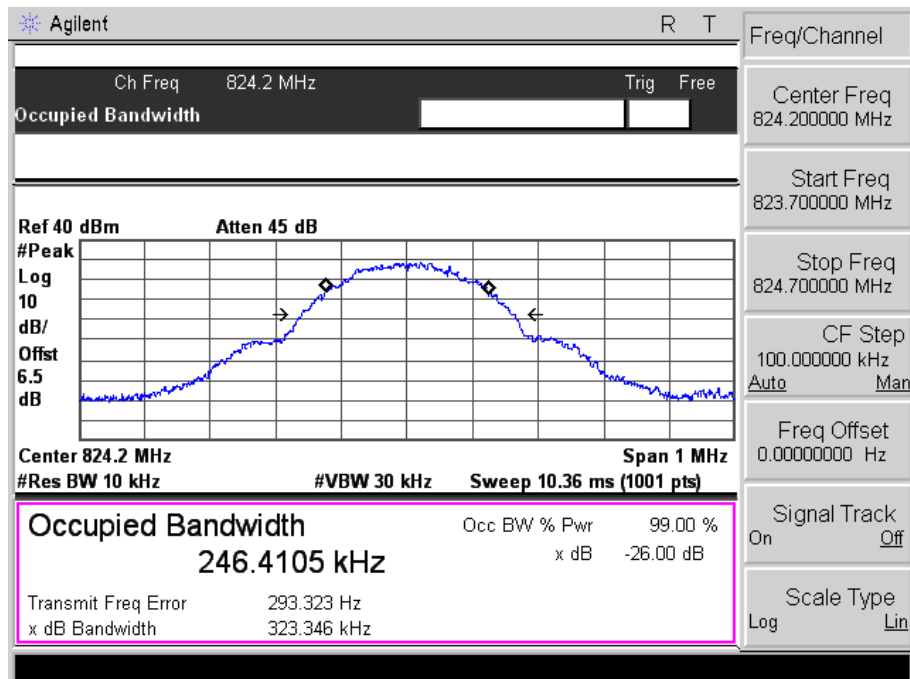 Agilent R T
Freq/Channel
Ch Freq 824.2 MHz Trig Free
Occupied Bandwidth
Center Freq
824.200000 MHz
Start Freq
823.700000 MHz
Stop Freq
824.700000 MHz
CF Step
100.000000 kHz
Auto Man
Freq Offset
0.00000000 Hz
Signal Track
On Off
Scale Type
Log Lin
Ref 40 dBm Atten 45 dB
#Peak
Log
10
dB/
Offst
6.5
dB
Center 824.2 MHz Span 1 MHz
#Res BW 10 kHz #VBW 30 kHz Sweep 10.36 ms (1001 pts)
Occupied Bandwidth Occ BW % Pwr 99.00 %
246.4105 kHz x dB -26.00 dB
Transmit Freq Error 293.323 Hz
x dB Bandwidth 323.346 kHz